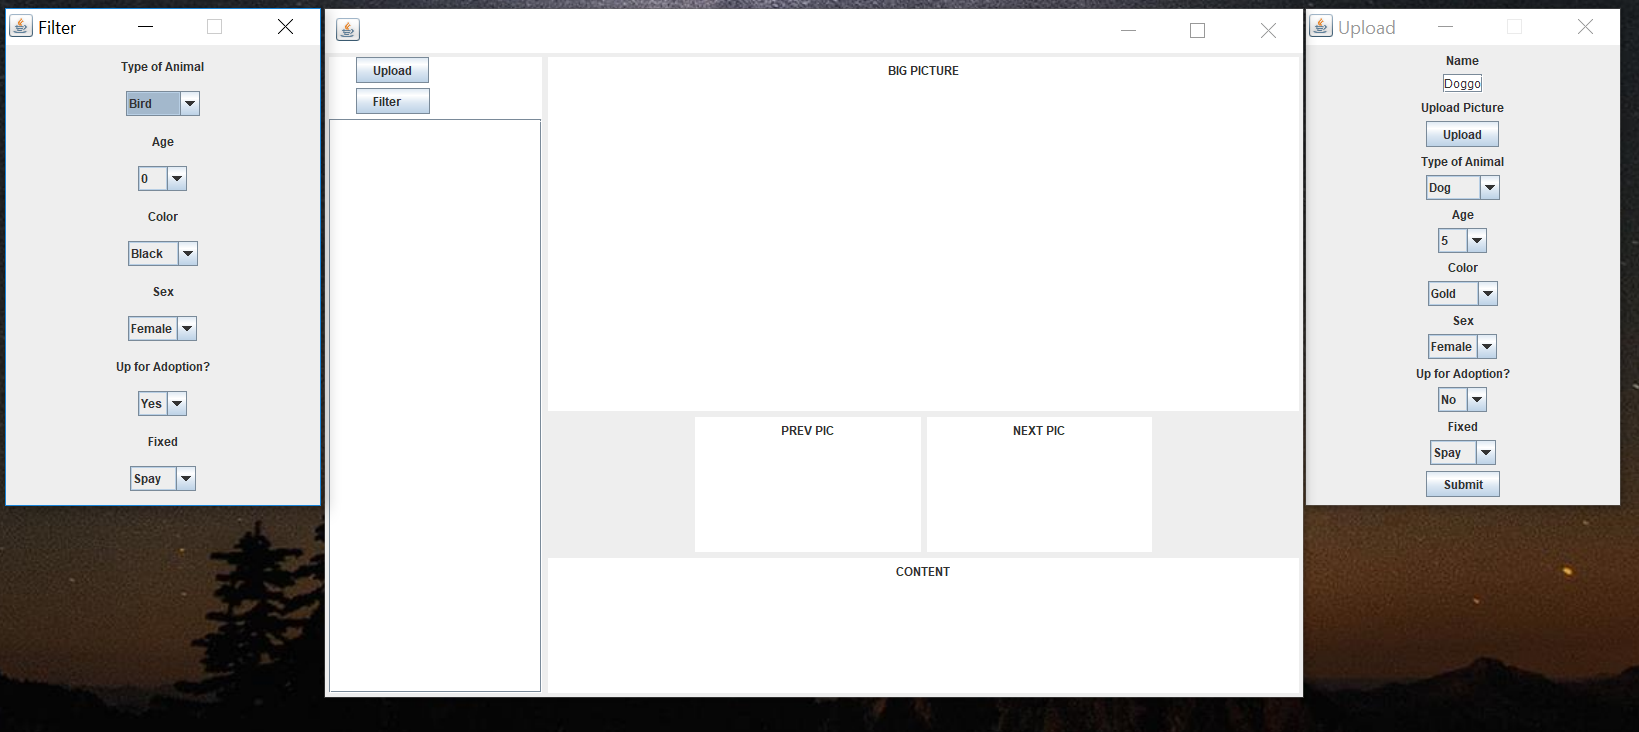 Filter
Type of Animal
Bird
Age
0
Color
Black
Sex
Female
Up for Adoption?
Yes
Fixed
Spay
Upload
Filter
BIG PICTURE
PREV PIC
NEXT PIC
CONTENT
Upload
Name
Doggo
Upload Picture
Upload
Type of Animal
Dog
Age
5
Color
Gold
Sex
Female
Up for Adoption?
No
Fixed
Spay
Submit